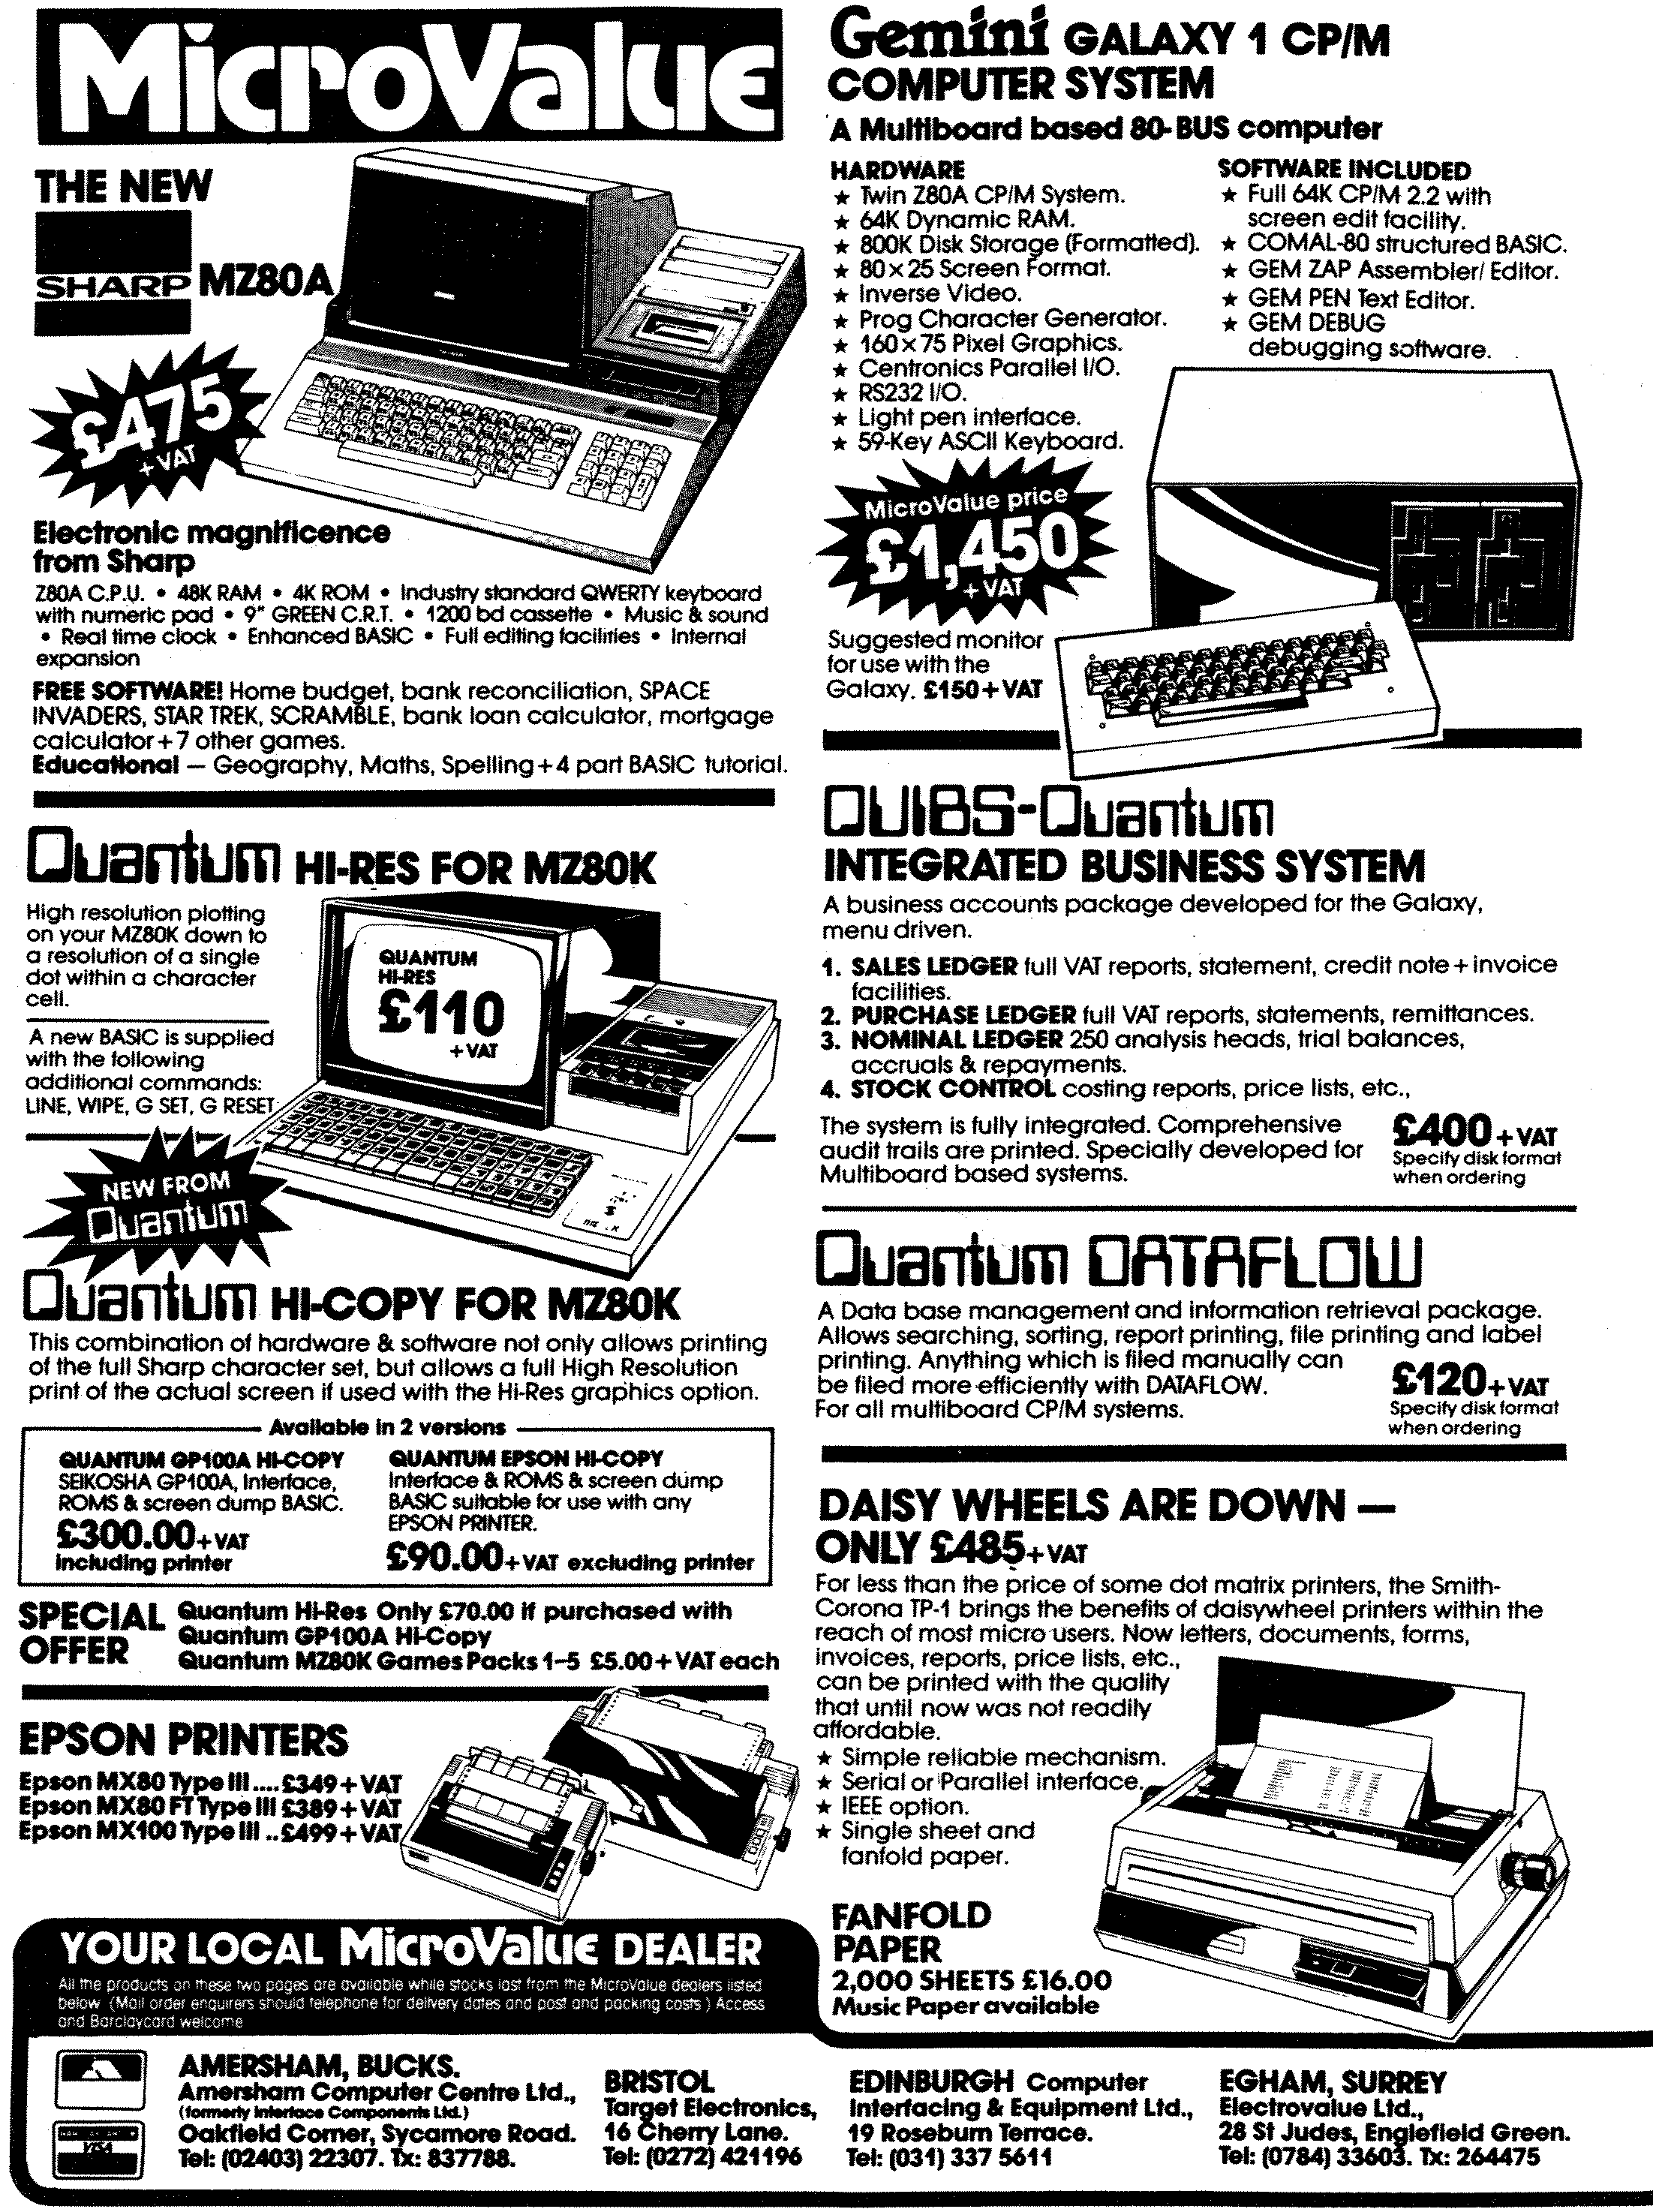 MicroValue
THE NEW
SHARP MZ80A
£475
+ VAT
Electronic magnificence
from Sharp
Z80A C.P.U. • 48K RAM • 4K ROM • Industry standard QWERTY keyboard
with numeric pad • 9" GREEN C.R.T. • 1200 bd cassette • Music & sound
• Real time clock • Enhanced BASIC • Full editing facilities • Internal
expansion
FREE SOFTWARE! Home budget, bank reconciliation, SPACE
INVADERS, STAR TREK, SCRAMBLE, bank loan calculator, mortgage
calculator + 7 other games.
Educational — Geography, Maths, Spelling + 4 part BASIC tutorial.
Quantum HI-RES FOR MZ80K
High resolution plotting
on your MZ80K down to
a resolution of a single
dot within a character
cell.
A new BASIC is supplied
with the following
additional commands:
LINE, WIPE, G SET, G RESET
QUANTUM
HI-RES
£110
+ VAT
NEW FROM
Quantum
Quantum HI-COPY FOR MZ80K
This combination of hardware & software not only allows printing
of the full Sharp character set, but allows a full High Resolution
print of the actual screen if used with the Hi-Res graphics option.
Available in 2 versions
QUANTUM GP100A HI-COPY
SEIKOSHA GP100A, Interface,
ROMS & screen dump BASIC.
£300.00 + VAT
including printer
QUANTUM EPSON HI-COPY
Interface & ROMS & screen dump
BASIC suitable for use with any
EPSON PRINTER.
£90.00 + VAT excluding printer
SPECIAL
OFFER
Quantum Hi-Res Only £70.00 if purchased with
Quantum GP100A Hi-Copy
Quantum MZ80K Games Packs 1-5 £5.00 + VAT each
EPSON PRINTERS
Epson MX80 Type III .... £349 + VAT
Epson MX80 FT Type III £389 + VAT
Epson MX100 Type III .. £499 + VAT
Gemini GALAXY 1 CP/M
COMPUTER SYSTEM
A Multiboard based 80-BUS computer
HARDWARE
★ Twin Z80A CP/M System.
★ 64K Dynamic RAM.
★ 800K Disk Storage (Formatted).
★ 80×25 Screen Format.
★ Inverse Video.
★ Prog Character Generator.
★ 160×75 Pixel Graphics.
★ Centronics Parallel I/O.
★ RS232 I/O.
★ Light pen interface.
★ 59-Key ASCII Keyboard.
SOFTWARE INCLUDED
★ Full 64K CP/M 2.2 with
screen edit facility.
★ COMAL-80 structured BASIC.
★ GEM ZAP Assembler/ Editor.
★ GEM PEN Text Editor.
★ GEM DEBUG
debugging software.
MicroValue price
£1,450
+ VAT
Suggested monitor
for use with the
Galaxy. £150 + VAT
QUIBS-Quantum
INTEGRATED BUSINESS SYSTEM
A business accounts package developed for the Galaxy,
menu driven.
1. SALES LEDGER full VAT reports, statement, credit note + invoice
facilities.
2. PURCHASE LEDGER full VAT reports, statements, remittances.
3. NOMINAL LEDGER 250 analysis heads, trial balances,
accruals & repayments.
4. STOCK CONTROL costing reports, price lists, etc.,
The system is fully integrated. Comprehensive
audit trails are printed. Specially developed for
Multiboard based systems.
£400 + VAT
Specify disk format
when ordering
Quantum DATAFLOW
A Data base management and information retrieval package.
Allows searching, sorting, report printing, file printing and label
printing. Anything which is filed manually can
be filed more efficiently with DATAFLOW.
For all multiboard CP/M systems.
£120 + VAT
Specify disk format
when ordering
DAISY WHEELS ARE DOWN —
ONLY £485 + VAT
For less than the price of some dot matrix printers, the Smith-
Corona TP-1 brings the benefits of daisywheel printers within the
reach of most micro users. Now letters, documents, forms,
invoices, reports, price lists, etc.,
can be printed with the quality
that until now was not readily
affordable.
★ Simple reliable mechanism.
★ Serial or Parallel interface.
★ IEEE option.
★ Single sheet and
fanfold paper.
FANFOLD
PAPER
2,000 SHEETS £16.00
Music Paper available
YOUR LOCAL MicroValue DEALER
All the products on these two pages are available while stocks last from the MicroValue dealers listed
below (Mail order enquirers should telephone for delivery dates and post and packing costs ) Access
and Barclaycard welcome
VISA
AMERSHAM, BUCKS.
Amersham Computer Centre Ltd.,
(formerly Interface Components Ltd.)
Oakfield Corner, Sycamore Road.
Tel: (02403) 22307. Tx: 837788.
BRISTOL
Target Electronics,
16 Cherry Lane.
Tel: (0272) 421196
EDINBURGH Computer
Interfacing & Equipment Ltd.,
19 Roseburn Terrace.
Tel: (031) 337 5611
EGHAM, SURREY
Electrovalue Ltd.,
28 St Judes, Englefield Green.
Tel: (0784) 33603. Tx: 264475